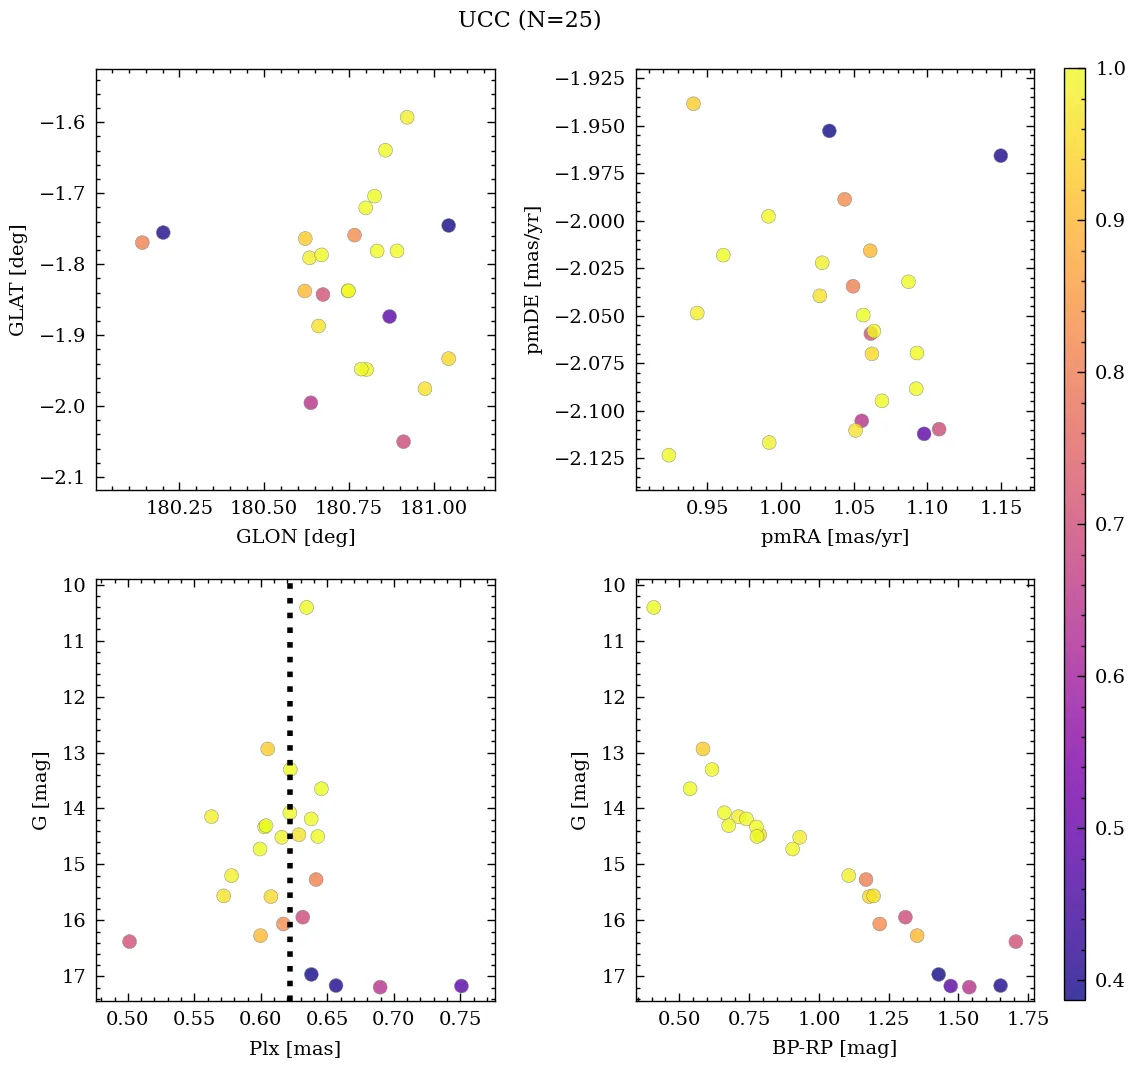 UCC (N=25)
−1.6
−1.7
−1.8
−1.9
−2.0
−2.1
GLAT [deg]
180.25 180.50 180.75 181.00
GLON [deg]
−1.925
−1.950
−1.975
−2.000
−2.025
−2.050
−2.075
−2.100
−2.125
pmDE [mas/yr]
0.95 1.00 1.05 1.10 1.15
pmRA [mas/yr]
10
11
12
13
14
15
16
17
G [mag]
0.50 0.55 0.60 0.65 0.70 0.75
Plx [mas]
10
11
12
13
14
15
16
17
G [mag]
0.50 0.75 1.00 1.25 1.50 1.75
BP-RP [mag]
1.0
0.9
0.8
0.7
0.6
0.5
0.4